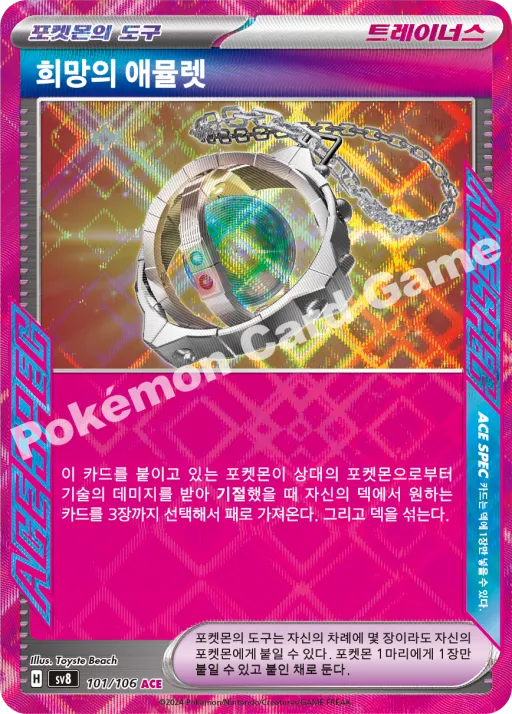 포켓몬의 도구
트레이너스
희망의 애뮬렛
Pokémon Card Game
ACE SPEC
ACE SPEC
ACE SPEC 카드는 덱에 1장만 넣을 수 있다.
이 카드를 붙이고 있는 포켓몬이 상대의 포켓몬으로부터
기술의 데미지를 받아 기절했을 때 자신의 덱에서 원하는
카드를 3장까지 선택해서 패로 가져온다. 그리고 덱을 섞는다.
Illus. Toyste Beach
포켓몬의 도구는 자신의 차례에 몇 장이라도 자신의
포켓몬에게 붙일 수 있다. 포켓몬 1마리에게 1장만
붙일 수 있고 붙인 채로 둔다.
H sv8 101/106 ACE
©2024 Pokémon/Nintendo/Creatures/GAME FREAK.